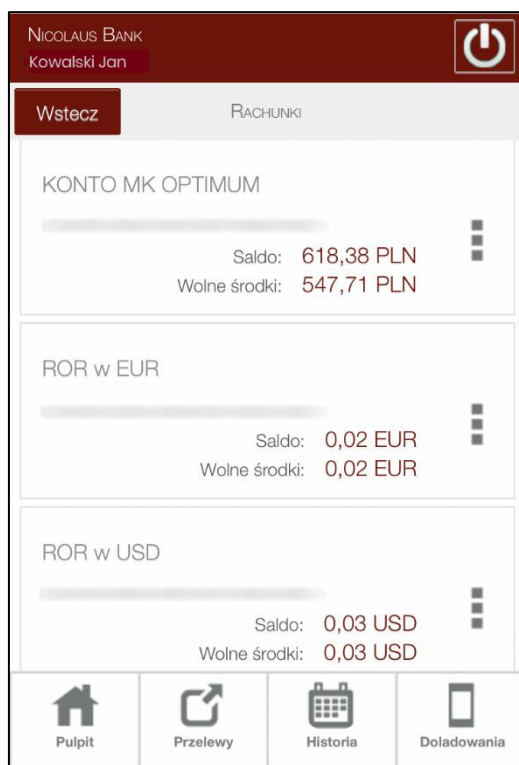 Nicolaus Bank
Kowalski Jan
Wstecz Rachunki
KONTO MK OPTIMUM
Saldo: 618,38 PLN
Wolne środki: 547,71 PLN
ROR w EUR
Saldo: 0,02 EUR
Wolne środki: 0,02 EUR
ROR w USD
Saldo: 0,03 USD
Wolne środki: 0,03 USD
Pulpit Przelewy Historia Doladowania